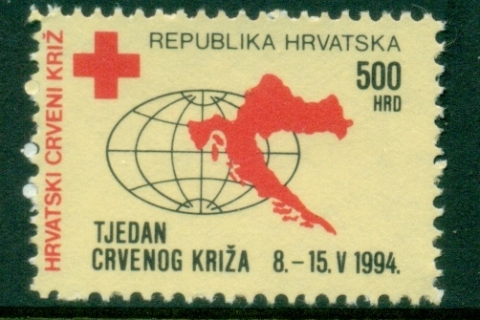 HRVATSKI CRVENI KRIŽ
REPUBLIKA HRVATSKA
500
HRD
TJEDAN
CRVENOG KRIŽA 8.-15. V 1994.